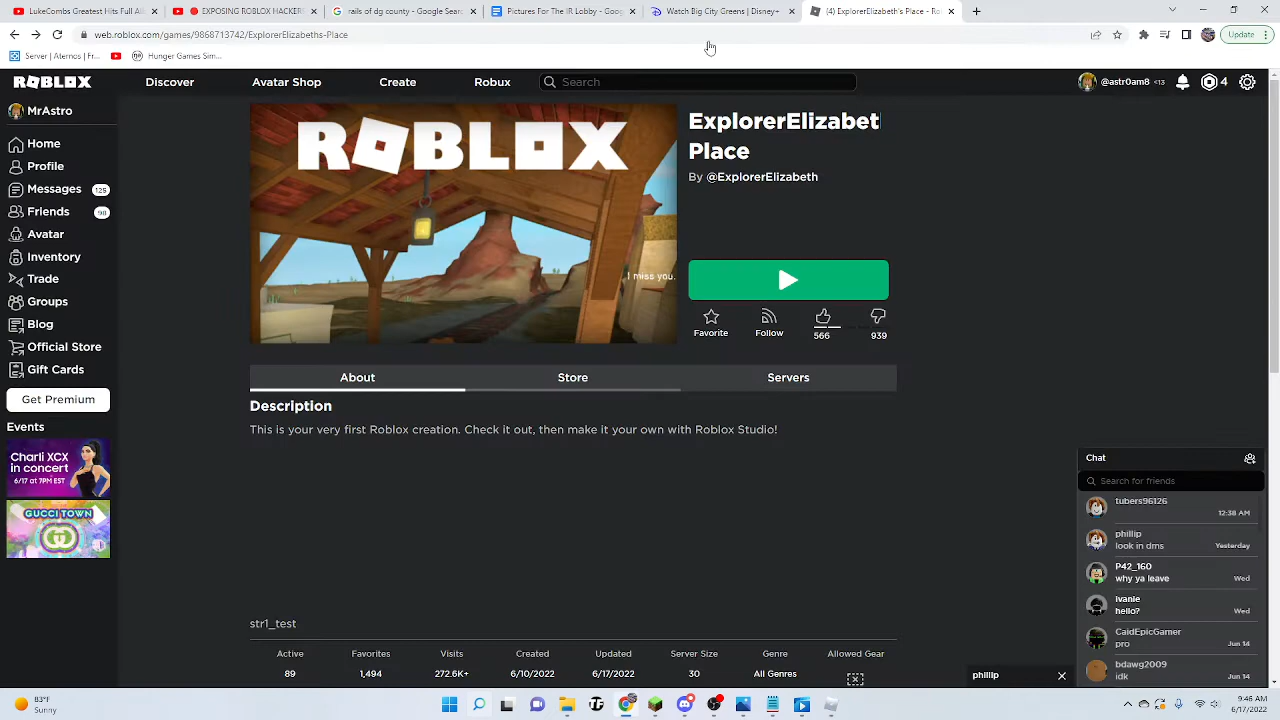 LukeCombs Greatest Hits Full Al
EXPOSING ROBLOX HACKERS
grails of dg county - Google Sear
Pictures For The IR Lobby - Goog
Watch Big City Greens | Disney+
(4) ExplorerElizabeth's Place - Ro
web.roblox.com/games/9868713742/ExplorerElizabeths-Place
Update
Server | Aternos | Fr...
Hunger Games Sim...
ROBLOX
Discover
Avatar Shop
Create
Robux
Search
@astr0am8 <13
4
MrAstro
Home
Profile
Messages 125
Friends 98
Avatar
Inventory
Trade
Groups
Blog
Official Store
Gift Cards
Get Premium
Events
Charli XCX
in concert
6/17 AT 7PM EST
GUCCI TOWN
ROBLOX
I miss you.
ExplorerElizabet
Place
By @ExplorerElizabeth
Favorite
Follow
566
939
About
Store
Servers
Description
This is your very first Roblox creation. Check it out, then make it your own with Roblox Studio!
str1_test
Active
Favorites
Visits
Created
Updated
Server Size
Genre
Allowed Gear
89
1,494
227.6K+
6/10/2022
6/17/2022
30
All Genres
Chat
Search for friends
tubers96126
12:38 AM
phillip
look in dms
Yesterday
P42_160
why ya leave
Wed
ivanie
hello?
Wed
CaidEpicGamer
pro
Jun 14
bdawg2009
idk
Jun 14
phillip
83°F
Sunny
9:46 AM
6/17/2022